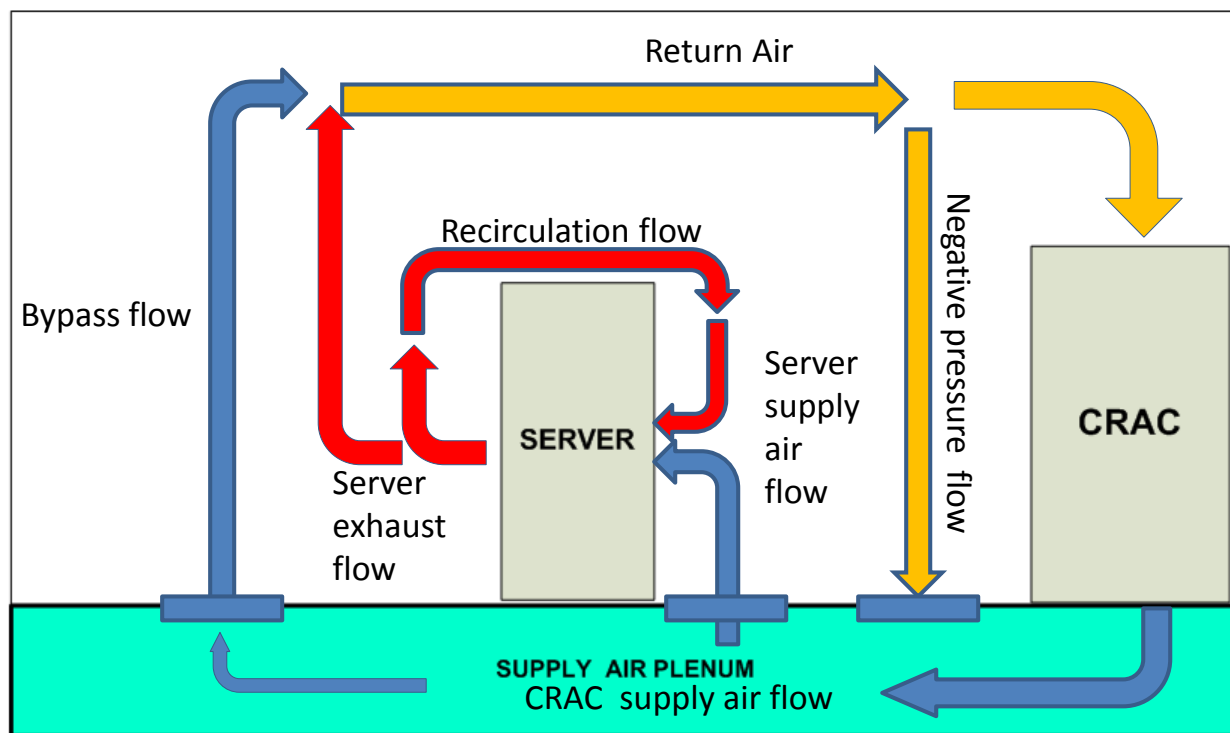 Return Air
Recirculation flow
Bypass flow
Negative pressure flow
Server
supply
air
flow
CRAC
SERVER
Server
exhaust
flow
SUPPLY AIR PLENUM
CRAC supply air flow